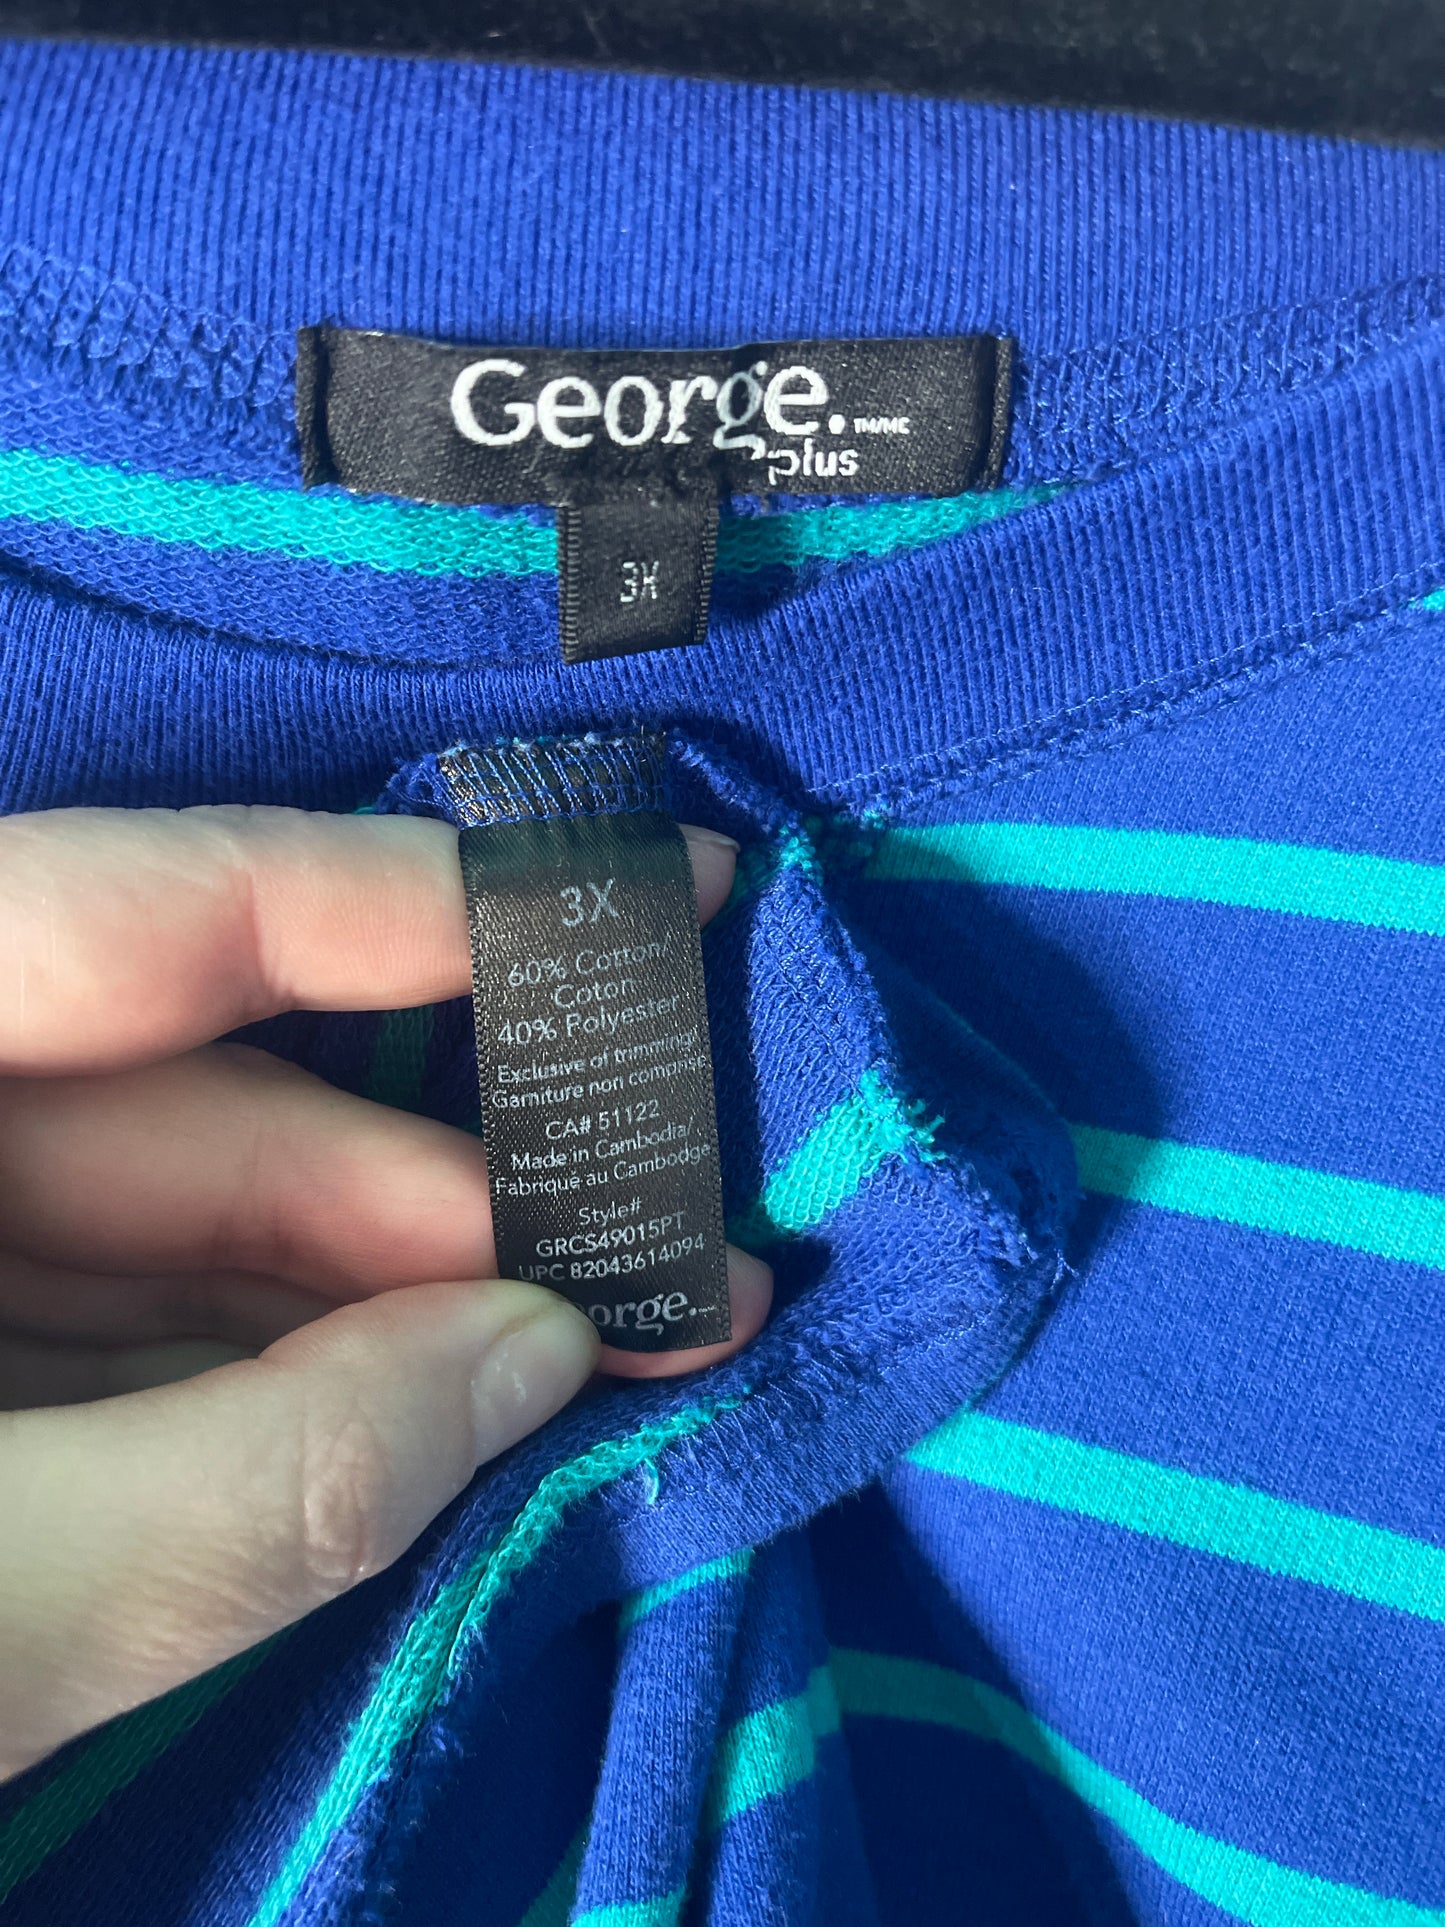 George. TM/MC
plus
3X
3X
60% Cotton/
Coton
40% Polyester
Exclusive of trimming/
Garniture non comprise
CA# 51122
Made in Cambodia/
Fabriqué au Cambodge
Style#
GRCS49015PT
UPC 82043614094
orge.